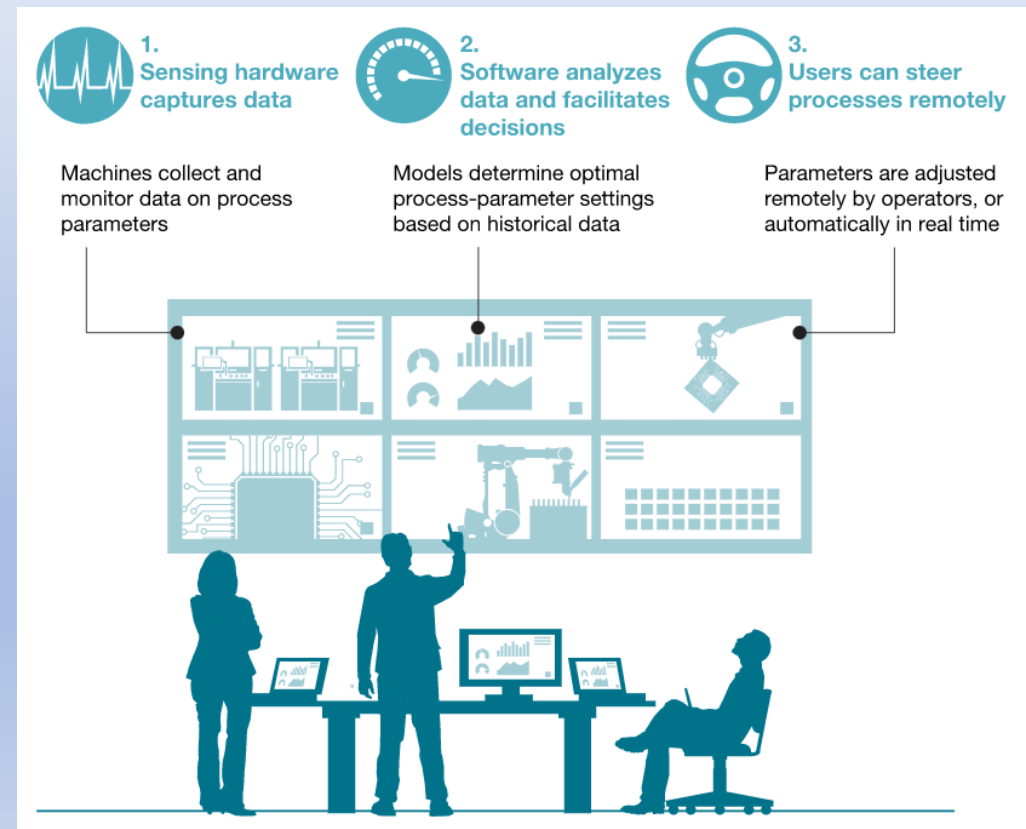 1.
Sensing hardware
captures data
2.
Software analyzes
data and facilitates
decisions
3.
Users can steer
processes remotely
Machines collect and
monitor data on process
parameters
Models determine optimal
process-parameter settings
based on historical data
Parameters are adjusted
remotely by operators, or
automatically in real time